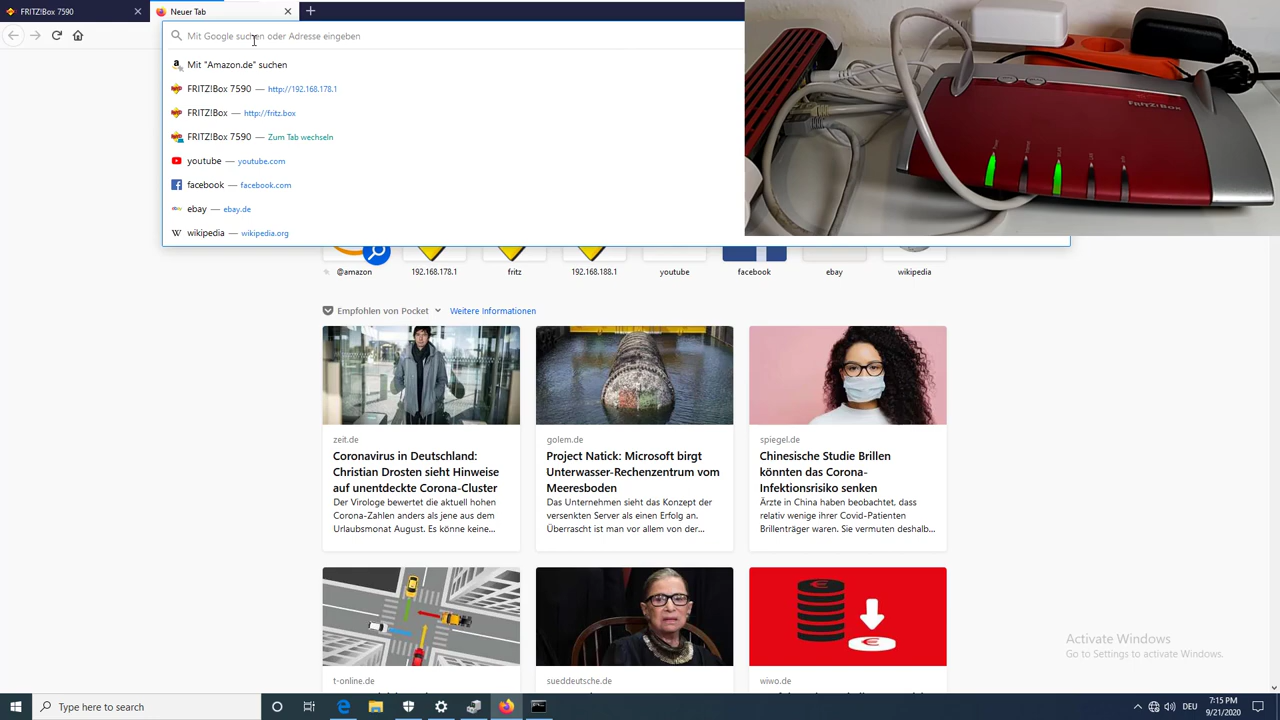 FRITZ!Box 7590
Neuer Tab
Mit Google suchen oder Adresse eingeben
Mit "Amazon.de" suchen
FRITZ!Box 7590 — http://192.168.178.1
FRITZ!Box — http://fritz.box
FRITZ!Box 7590 — Zum Tab wechseln
youtube — youtube.com
facebook — facebook.com
ebay — ebay.de
wikipedia — wikipedia.org
FRITZ!Box
@amazon
192.168.178.1
fritz
192.168.188.1
youtube
facebook
ebay
wikipedia
Empfohlen von Pocket
Weitere Informationen
zeit.de
Coronavirus in Deutschland:
Christian Drosten sieht Hinweise
auf unentdeckte Corona-Cluster
Der Virologe bewertet die aktuell hohen
Corona-Zahlen anders als jene aus dem
Urlaubsmonat August. Es könne keine...
golem.de
Project Natick: Microsoft birgt
Unterwasser-Rechenzentrum vom
Meeresboden
Das Unternehmen sieht das Konzept der
versenkten Server als einen Erfolg an.
Überrascht ist man vor allem von der...
spiegel.de
Chinesische Studie Brillen
könnten das Corona-
Infektionsrisiko senken
Ärzte in China haben beobachtet, dass
relativ wenige ihrer Covid-Patienten
Brillenträger waren. Sie vermuten deshalb...
t-online.de
sueddeutsche.de
wiwo.de
Activate Windows
Go to Settings to activate Windows.
Type here to search
DEU
7:15 PM
9/21/2020